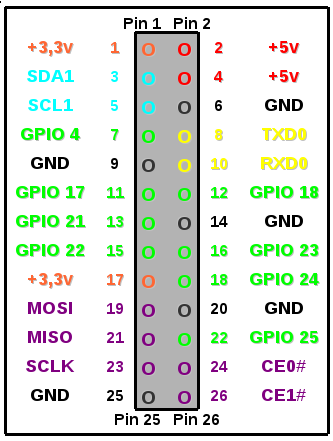 Pin 1 Pin 2
+3,3v 1 O O 2 +5v
SDA1 3 O O 4 +5v
SCL1 5 O O 6 GND
GPIO 4 7 O O 8 TXD0
GND 9 O O 10 RXD0
GPIO 17 11 O O 12 GPIO 18
GPIO 21 13 O O 14 GND
GPIO 22 15 O O 16 GPIO 23
+3,3v 17 O O 18 GPIO 24
MOSI 19 O O 20 GND
MISO 21 O O 22 GPIO 25
SCLK 23 O O 24 CE0#
GND 25 O O 26 CE1#
Pin 25 Pin 26